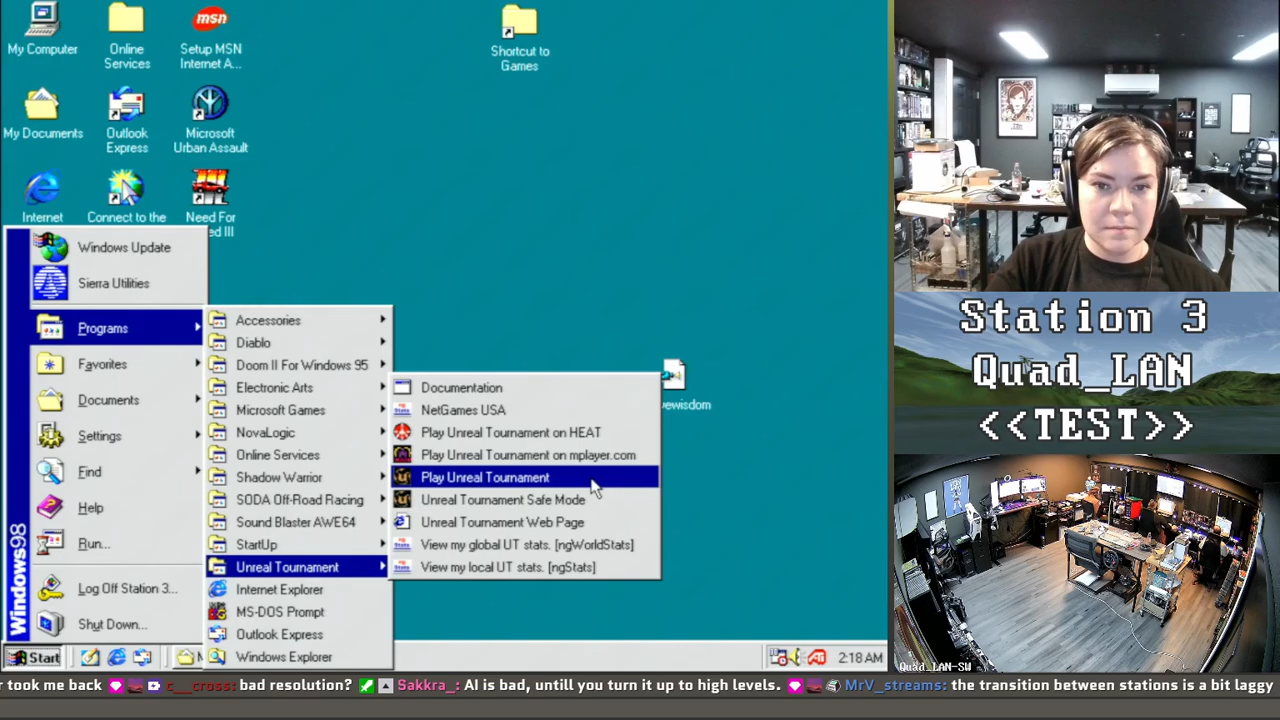 My Computer
Online
Services
msn
Setup MSN
Internet A...
Shortcut to
Games
My Documents
Outlook
Express
Microsoft
Urban Assault
Internet
Connect to the
Need For
ed III
Windows98
Windows Update
Sierra Utilities
Programs
Favorites
Documents
Settings
Find
Help
Run...
Log Off Station 3...
Shut Down...
Accessories
Diablo
Doom II For Windows 95
Electronic Arts
Microsoft Games
NovaLogic
Online Services
Shadow Warrior
SODA Off-Road Racing
Sound Blaster AWE64
StartUp
Unreal Tournament
Internet Explorer
MS-DOS Prompt
Outlook Express
Windows Explorer
Documentation
NetGames USA
Play Unreal Tournament on HEAT
Play Unreal Tournament on mplayer.com
Play Unreal Tournament
Unreal Tournament Safe Mode
Unreal Tournament Web Page
View my global UT stats. [ngWorldStats]
View my local UT stats. [ngStats]
ewisdom
Start
2:18 AM
Station 3
Quad_LAN
<<TEST>>
Quad_LAN-SW
r took me back
c__cross: bad resolution?
Sakkra_: AI is bad, untill you turn it up to high levels.
MrV_streams: the transition between stations is a bit laggy